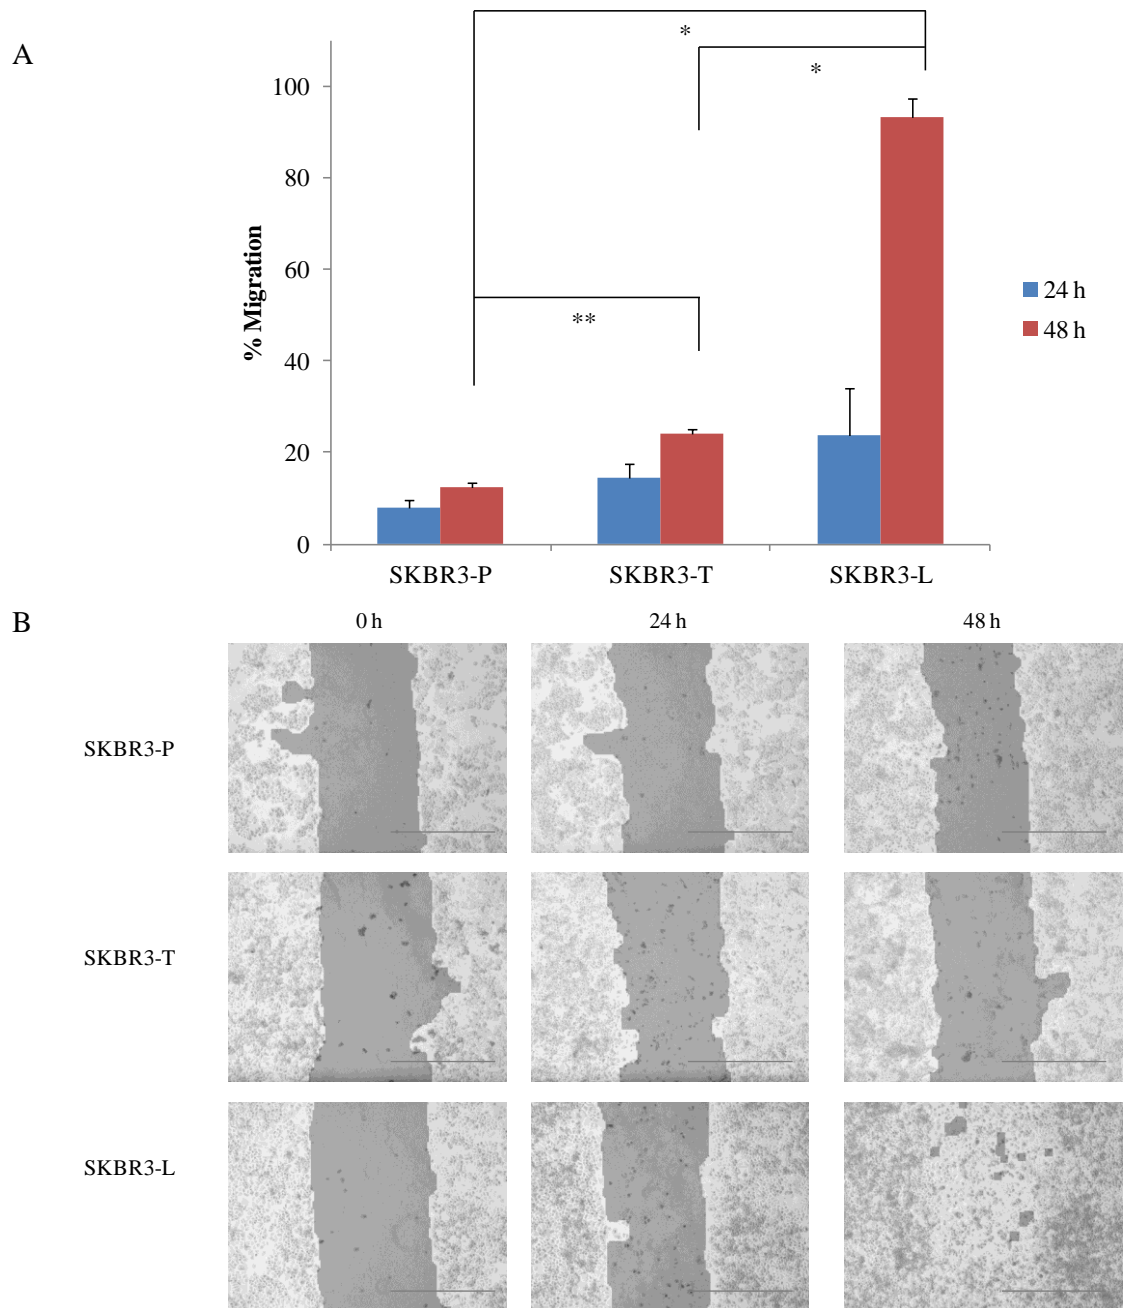 A
*
*
100
80
60
40
20
0
% Migration
**
24 h
48 h
SKBR3-P SKBR3-T SKBR3-L
B
0 h 24 h 48 h
SKBR3-P
SKBR3-T
SKBR3-L